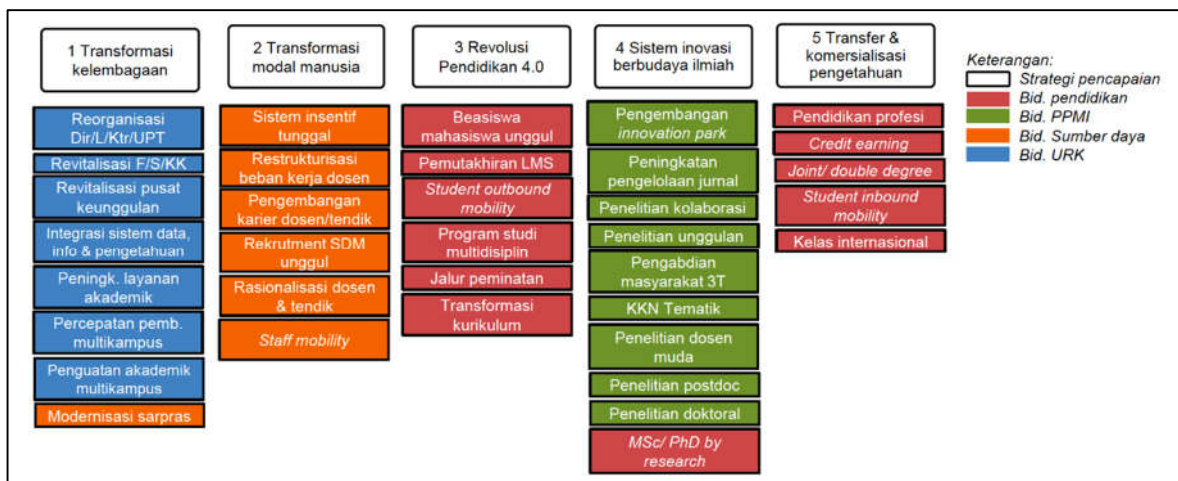 1 Transformasi
kelembagaan
Reorganisasi
Dir/L/Ktr/UPT
Revitalisasi F/S/KK
Revitalisasi pusat
keunggulan
Integrasi sistem data,
info & pengetahuan
Peningk. layanan
akademik
Percepatan pemb.
multikampus
Penguatan akademik
multikampus
Modernisasi sarpras
2 Transformasi
modal manusia
Sistem insentif
tunggal
Restrukturisasi
beban kerja dosen
Pengembangan
karier dosen/tendik
Rekrutment SDM
unggul
Rasionalisasi dosen
& tendik
Staff mobility
3 Revolusi
Pendidikan 4.0
Beasiswa
mahasiswa unggul
Pemutakhiran LMS
Student outbound
mobility
Program studi
multidisiplin
Jalur peminatan
Transformasi
kurikulum
4 Sistem inovasi
berbudaya ilmiah
Pengembangan
innovation park
Peningkatan
pengelolaan jurnal
Penelitian kolaborasi
Penelitian unggulan
Pengabdian
masyarakat 3T
KKN Tematik
Penelitian dosen
muda
Penelitian postdoc
Penelitian doktoral
MSc/ PhD by
research
5 Transfer &
komersialisasi
pengetahuan
Pendidikan profesi
Credit earning
Joint/ double degree
Student inbound
mobility
Kelas internasional
Keterangan:
Strategi pencapaian
Bid. pendidikan
Bid. PPMI
Bid. Sumber daya
Bid. URK